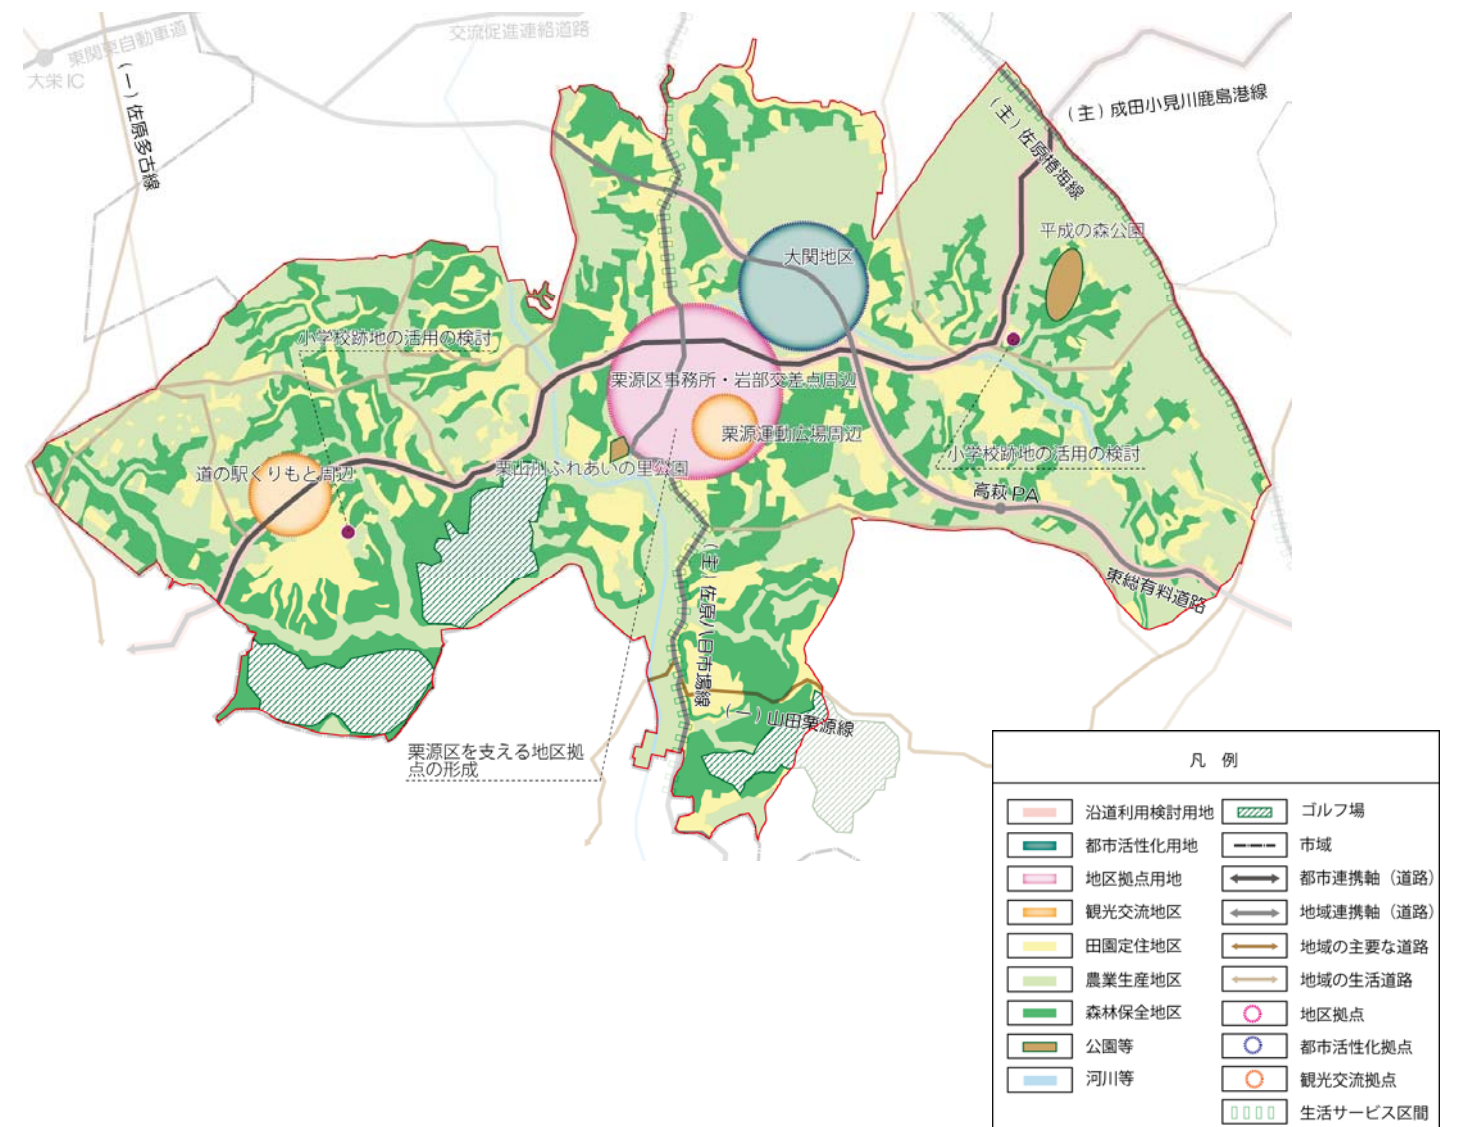 東関東自動車道
大栄IC
(一)佐原多古線
交流促進連絡道路
(主)成田小見川鹿島港線
(主)佐原椿海線
平成の森公園
大関地区
小学校跡地の活用の検討
栗源区事務所・岩部交差点周辺
栗源運動広場周辺
小学校跡地の活用の検討
道の駅くりもと周辺
栗山川ふれあいの里公園
高萩PA
東総有料道路
(主)佐原八日市場線
(一)山田栗源線
栗源区を支える地区拠
点の形成
凡 例
沿道利用検討用地
ゴルフ場
都市活性化用地
市域
地区拠点用地
都市連携軸(道路)
観光交流地区
地域連携軸(道路)
田園定住地区
地域の主要な道路
農業生産地区
地域の生活道路
森林保全地区
地区拠点
公園等
都市活性化拠点
河川等
観光交流拠点
生活サービス区間